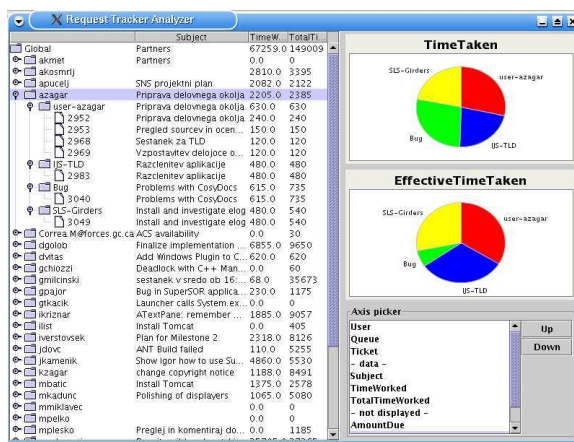 Request Tracker Analyzer
Subject TimeW... TotalTi...
Global Partners 67259.0 149009
akmet Partners 0.0 0
akosmrlj 2810.0 3395
apucelj SNS projektni plan 2082.0 2122
azagar Priprava delovnega okolja 2205.0 2385
user-azagar Priprava delovnega okolja 630.0 630
2952 Priprava delovnega okolja 240.0 240
2953 Pregled sourcev in ocen... 150.0 150
2968 Sestanek za TLD 120.0 120
2969 Vzpostavitev delojoce o... 120.0 120
IJS-TLD Razclenitev aplikacije 480.0 480
2983 Razclenitev aplikacije 480.0 480
Bug Problems with CosyDocs 615.0 735
3040 Problems with CosyDocs 615.0 735
SLS-Girders Install and investigate elog 480.0 540
3049 Install and investigate elog 480.0 540
Correa.M@forces.gc.ca ACS availability 0.0 30
dgolob Finalize implementation ... 6855.0 9650
dvitas Add Windows Plugin to C... 620.0 620
gchiozzi Deadlock with C++ Man... 0.0 60
gmilcinski sestanek v sredo ob 16:... 68.0 35673
gpajor Bug in SuperSOR applica... 230.0 1175
gtkacik Launcher calls System.ex... 0.0 0
ikriznar ATextPane: remember ... 1885.0 9057
ilist Install Tomcat 0.0 405
iverstovsek Plan for Milestone 2 2318.0 8126
jdovc ANT Build failed 110.0 5255
jkamenik Show Igor how to use Su... 4860.0 5530
kzagar change copyright notice 1188.0 8491
mbatic Install Tomcat 1375.0 2578
mkadunc Polishing of displayers 1065.0 5080
mmiklavec 0.0 0
mpelko 0.0 0
mplesko Preglej in komentiraj do... 0.0 1185
TimeTaken
SLS-Girders
user-azagar
Bug
IJS-TLD
EffectiveTimeTaken
SLS-Girders
user-azagar
Bug
IJS-TLD
Axis picker
User
Queue
Ticket
- data -
Subject
TimeWorked
TotalTimeWorked
- not displayed -
AmountDue
Up
Down